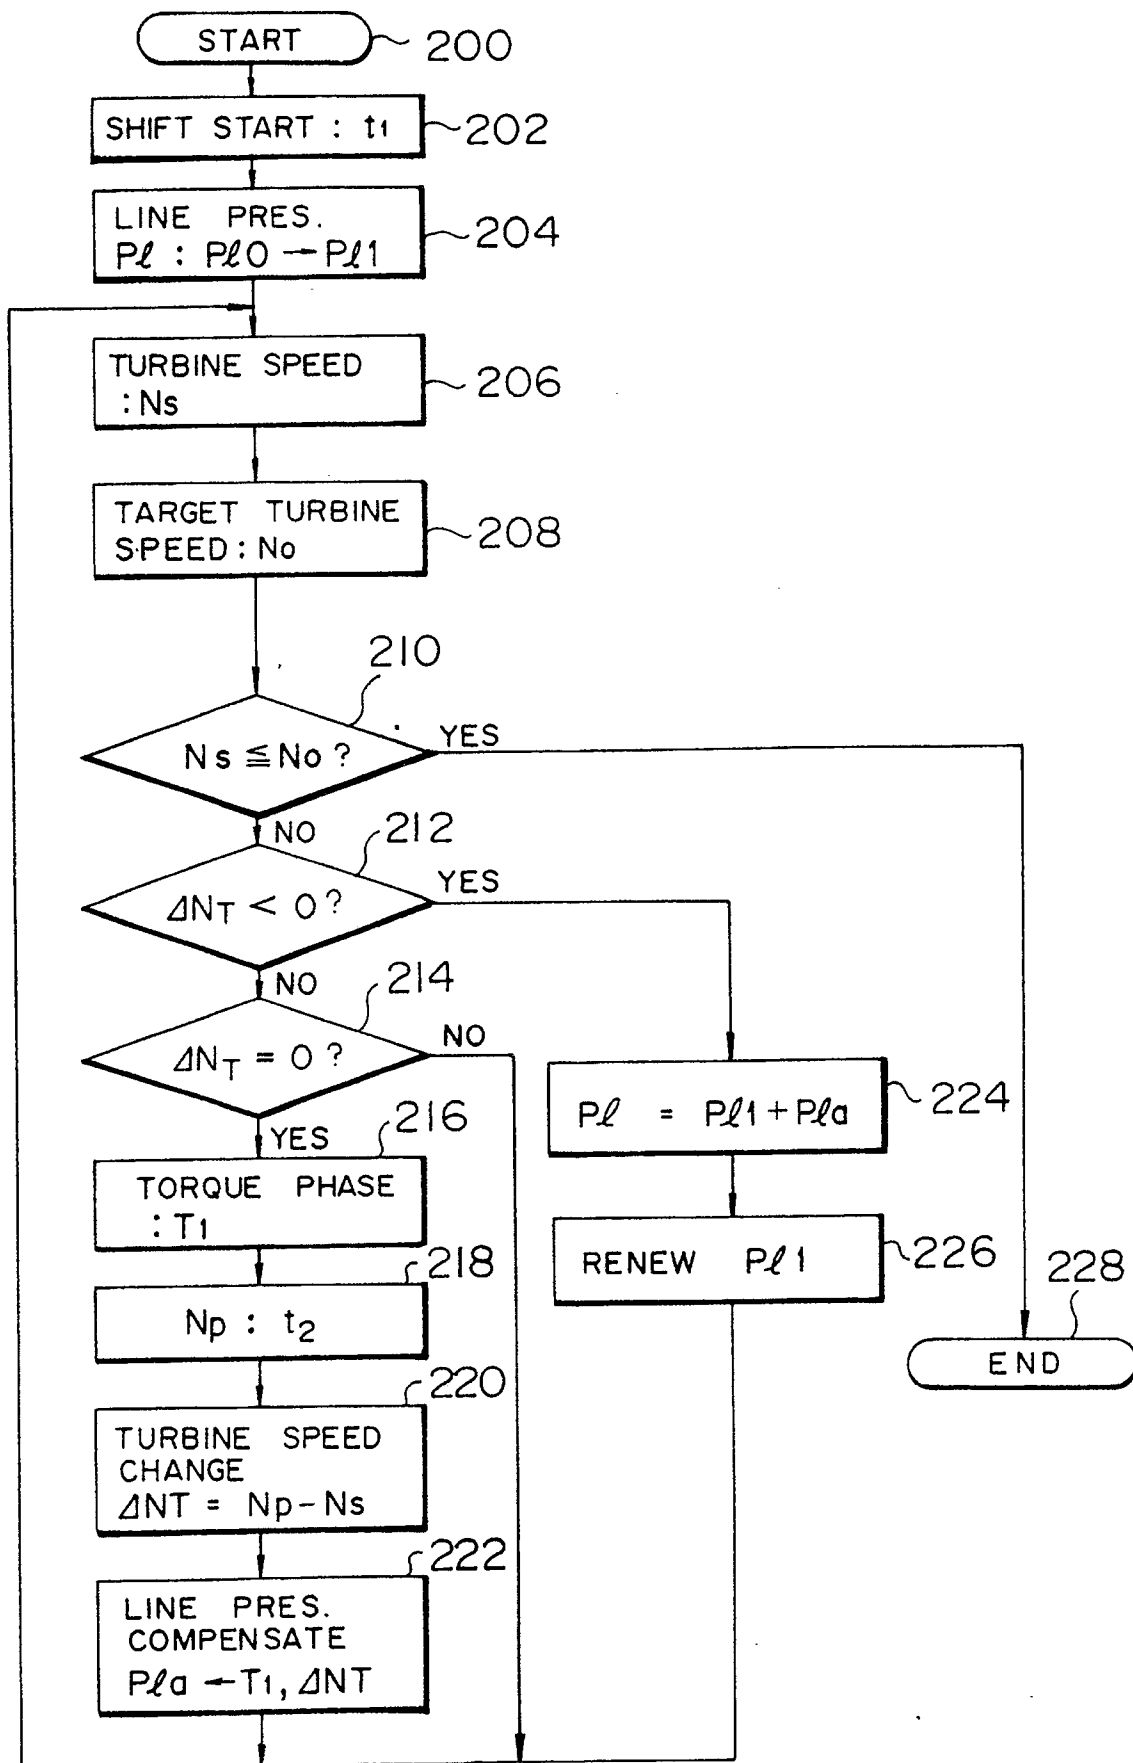 START
200
SHIFT START : t1
202
LINE PRES.
Pℓ : Pℓ0 → Pℓ1
204
TURBINE SPEED
: Ns
206
TARGET TURBINE
S·PEED : No
208
210
Ns ≦ No ?
YES
NO
212
ΔNT < 0 ?
YES
NO
214
ΔNT = 0 ?
NO
YES
216
TORQUE PHASE
: T1
218
Np : t2
220
TURBINE SPEED
CHANGE
ΔNT = Np - Ns
222
LINE PRES.
COMPENSATE
Pℓa ← T1, ΔNT
Pℓ = Pℓ1 + Pℓa
224
RENEW Pℓ1
226
228
END